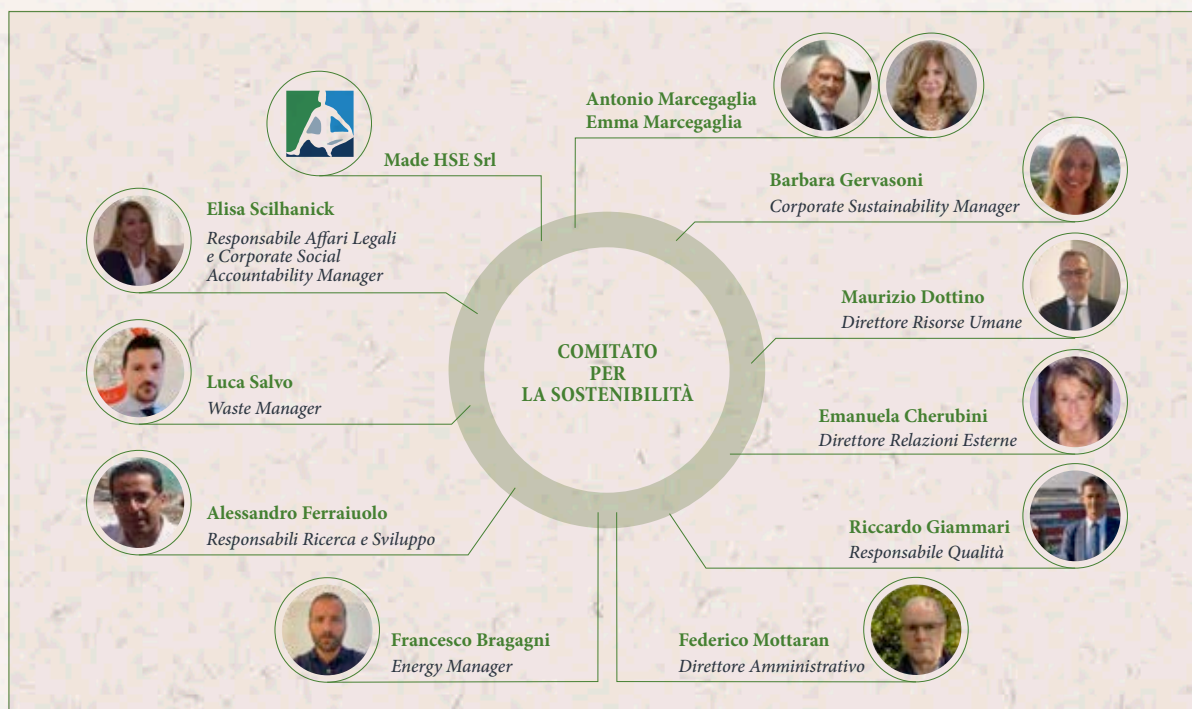 Antonio Marcegaglia
Emma Marcegaglia
Made HSE Srl
Barbara Gervasoni
Corporate Sustainability Manager
Elisa Scilhanick
Responsabile Affari Legali
e Corporate Social
Accountability Manager
Maurizio Dottino
Direttore Risorse Umane
COMITATO
PER
LA SOSTENIBILITÀ
Luca Salvo
Waste Manager
Emanuela Cherubini
Direttore Relazioni Esterne
Alessandro Ferraiuolo
Responsabili Ricerca e Sviluppo
Riccardo Giammari
Responsabile Qualità
Francesco Bragagni
Energy Manager
Federico Mottaran
Direttore Amministrativo